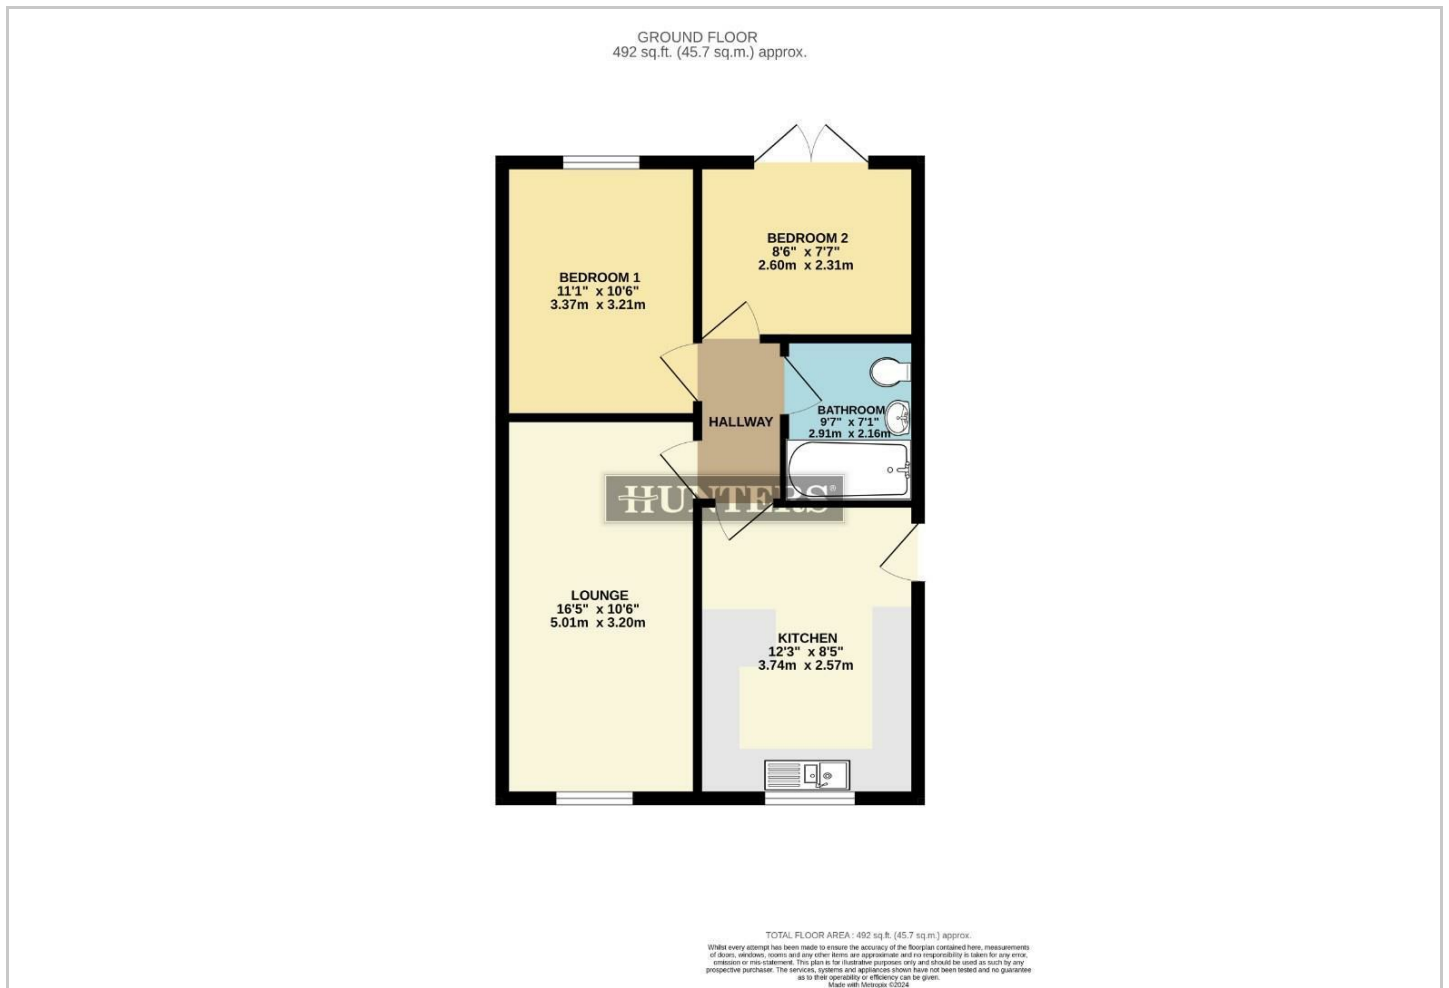 GROUND FLOOR
492 sq.ft. (45.7 sq.m.) approx.
BEDROOM 2
8'6" x 7'7"
2.60m x 2.31m
BEDROOM 1
11'1" x 10'6"
3.37m x 3.21m
BATHROOM
9'7" x 7'1"
2.91m x 2.16m
HALLWAY
HUNTERS®
LOUNGE
16'5" x 10'6"
5.01m x 3.20m
KITCHEN
12'3" x 8'5"
3.74m x 2.57m
TOTAL FLOOR AREA : 492 sq.ft. (45.7 sq.m.) approx.
Whilst every attempt has been made to ensure the accuracy of the floorplan contained here, measurements
of doors, windows, rooms and any other items are approximate and no responsibility is taken for any error,
omission or mis-statement. This plan is for illustrative purposes only and should be used as such by any
prospective purchaser. The services, systems and appliances shown have not been tested and no guarantee
as to their operability or efficiency can be given.
Made with Metropix ©2024